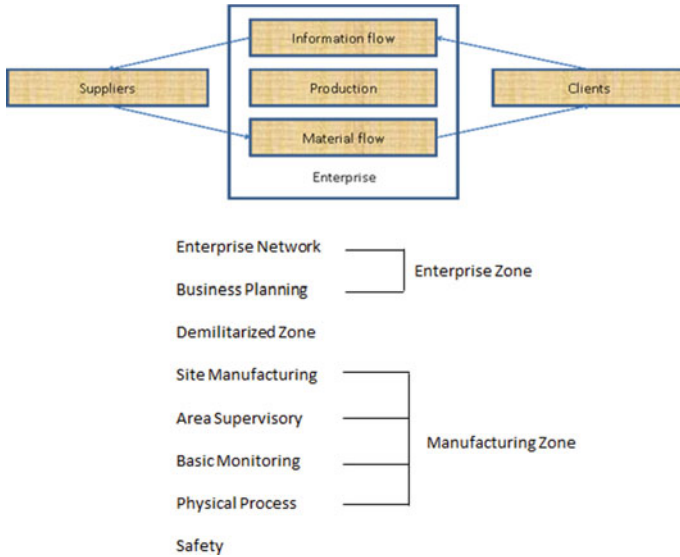 Information flow
Suppliers
Production
Clients
Material flow
Enterprise
Enterprise Network
Enterprise Zone
Business Planning
Demilitarized Zone
Site Manufacturing
Area Supervisory
Manufacturing Zone
Basic Monitoring
Physical Process
Safety